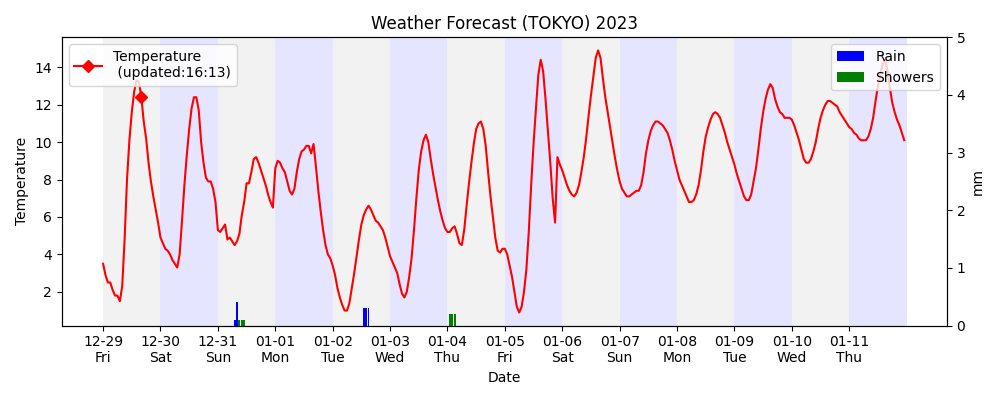 Weather Forecast (TOKYO) 2023
Temperature
(updated:16:13)
Rain
Showers
Temperature
14
12
10
8
6
4
2
5
4
3
2
1
0
mm
12-29 12-30 12-31 01-01 01-02 01-03 01-04 01-05 01-06 01-07 01-08 01-09 01-10 01-11
Fri Sat Sun Mon Tue Wed Thu Fri Sat Sun Mon Tue Wed Thu
Date